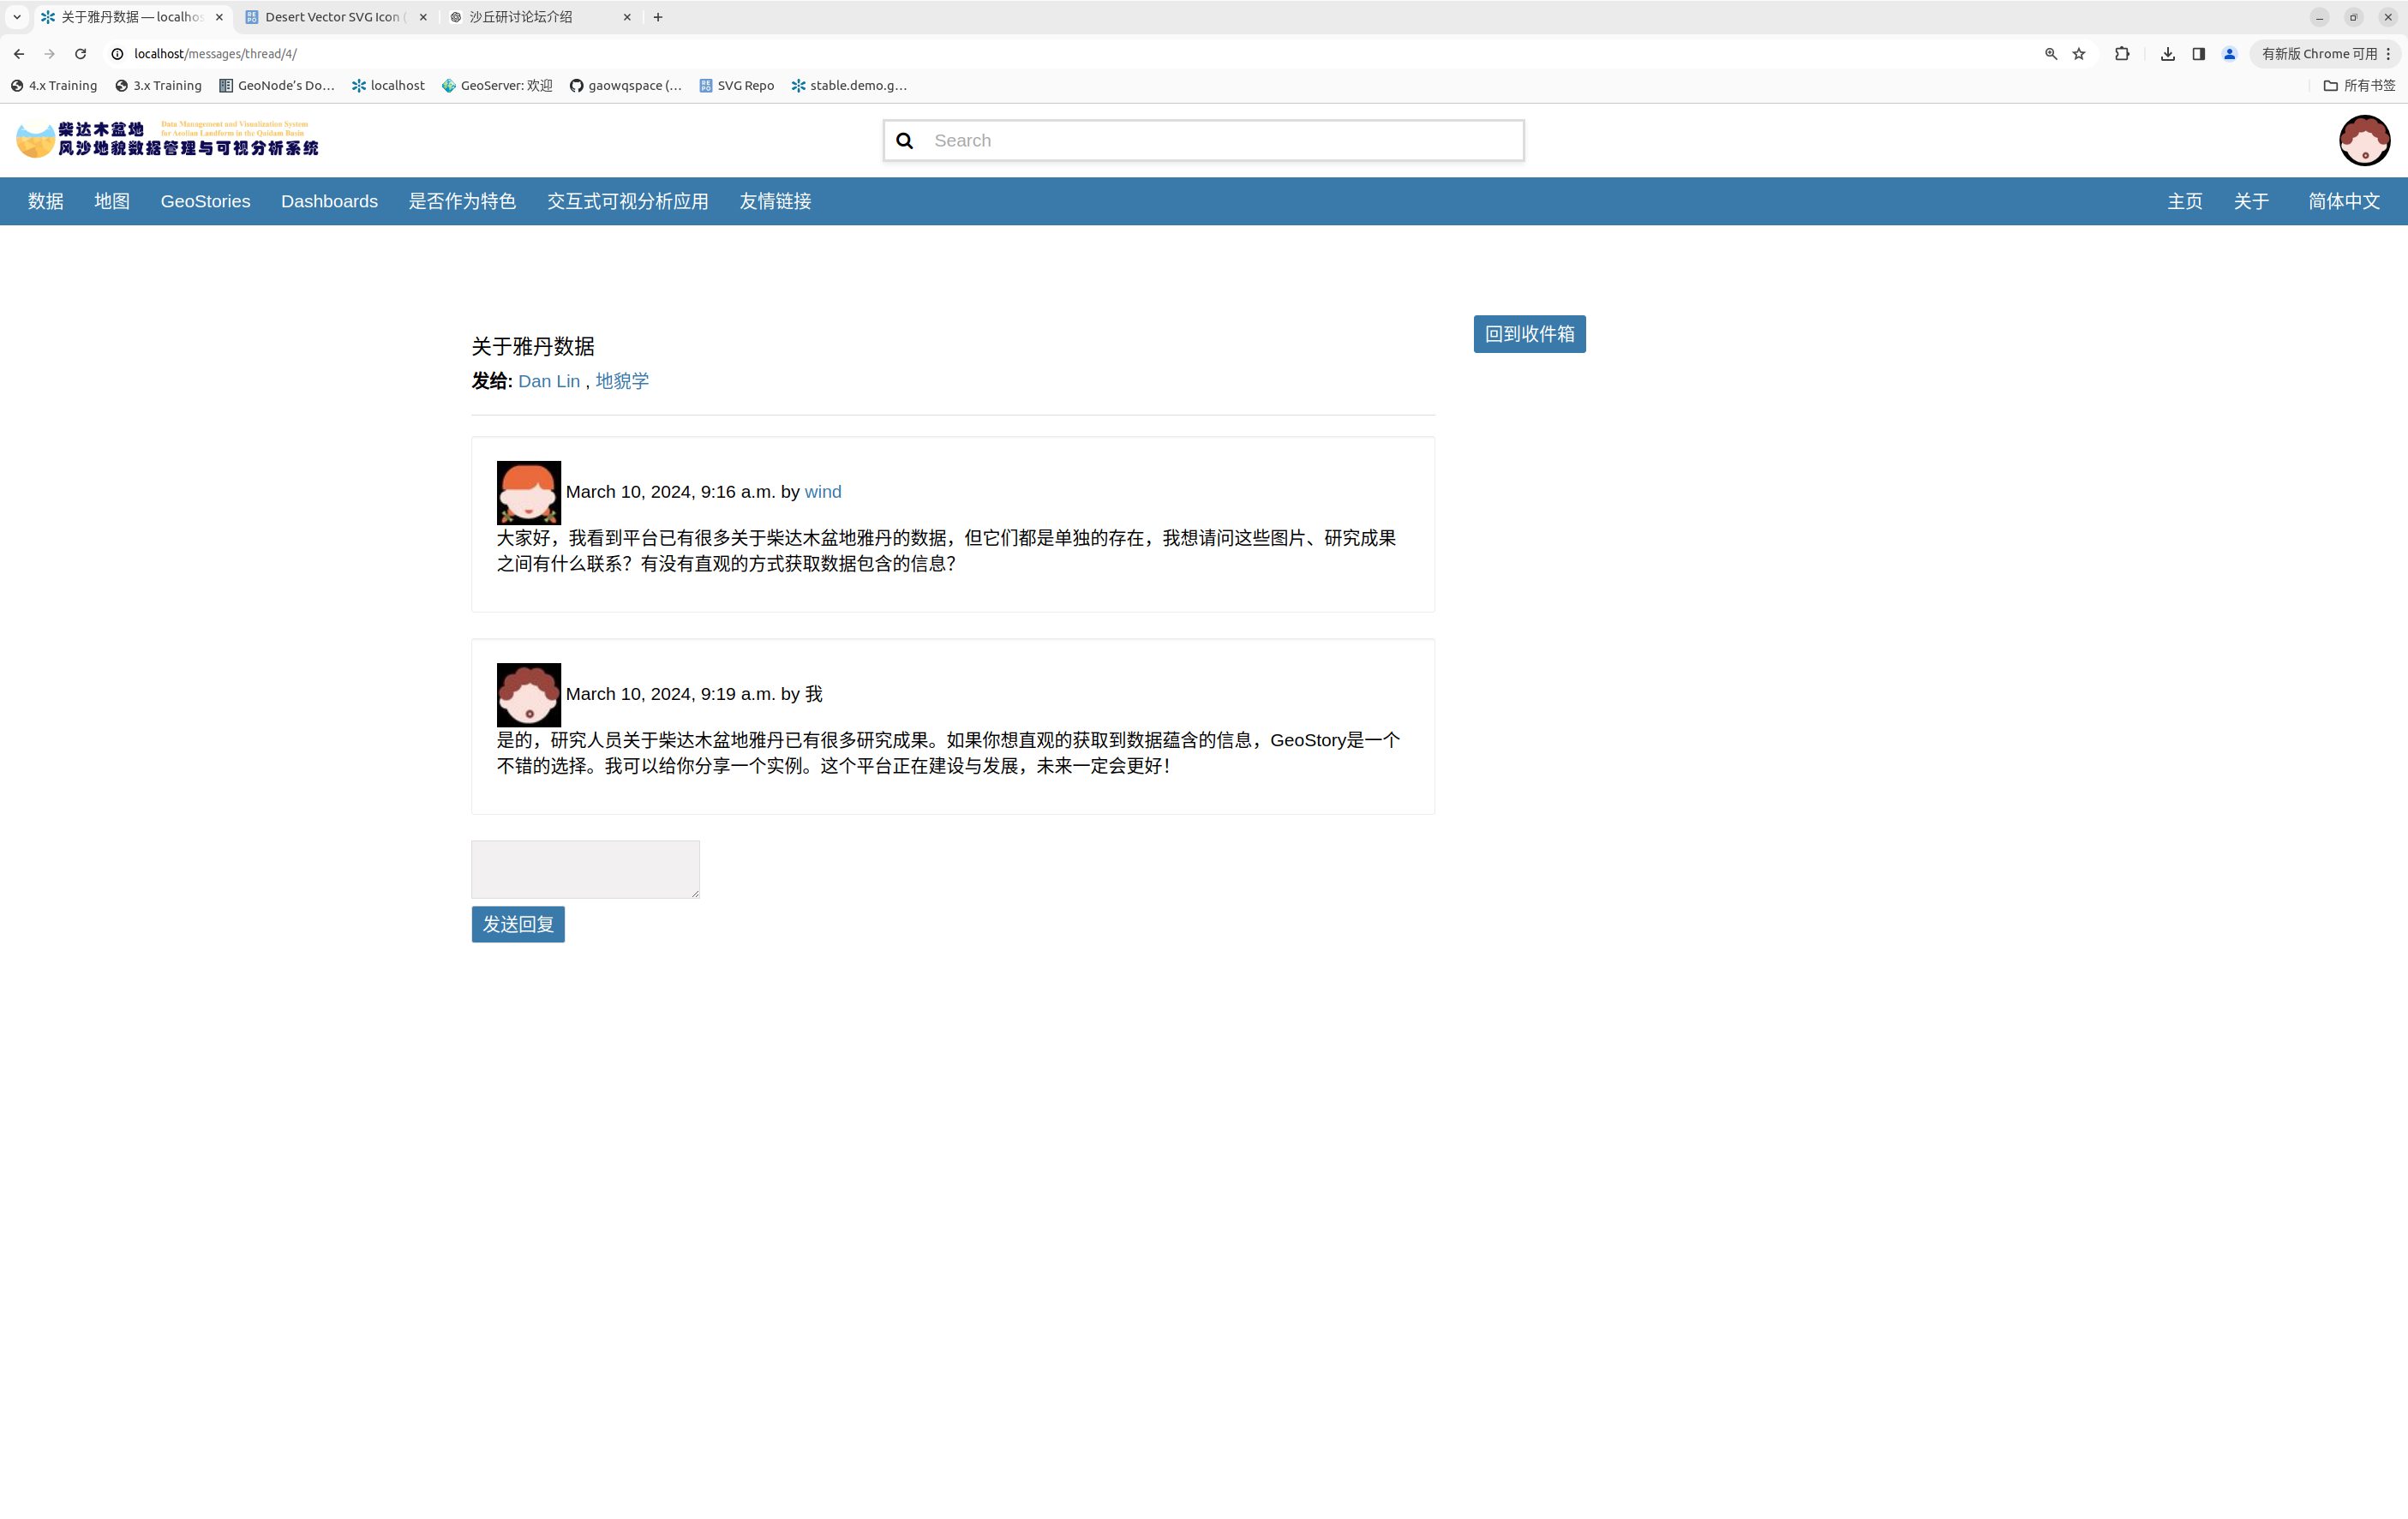 关于雅丹数据 — localhos
Desert Vector SVG Icon (
沙丘研讨论坛介绍
localhost/messages/thread/4/
有新版 Chrome 可用
4.x Training
3.x Training
GeoNode’s Do…
localhost
GeoServer: 欢迎
gaowqspace (…
SVG Repo
stable.demo.g…
所有书签
柴达木盆地
Data Management and Visualization System
for Aeolian Landform in the Qaidam Basin
风沙地貌数据管理与可视分析系统
Search
数据 地图 GeoStories Dashboards 是否作为特色 交互式可视分析应用 友情链接 主页 关于 简体中文
回到收件箱
关于雅丹数据
发给: Dan Lin , 地貌学
March 10, 2024, 9:16 a.m. by wind
大家好，我看到平台已有很多关于柴达木盆地雅丹的数据，但它们都是单独的存在，我想请问这些图片、研究成果
之间有什么联系？有没有直观的方式获取数据包含的信息？
March 10, 2024, 9:19 a.m. by 我
是的，研究人员关于柴达木盆地雅丹已有很多研究成果。如果你想直观的获取到数据蕴含的信息，GeoStory是一个
不错的选择。我可以给你分享一个实例。这个平台正在建设与发展，未来一定会更好！
发送回复